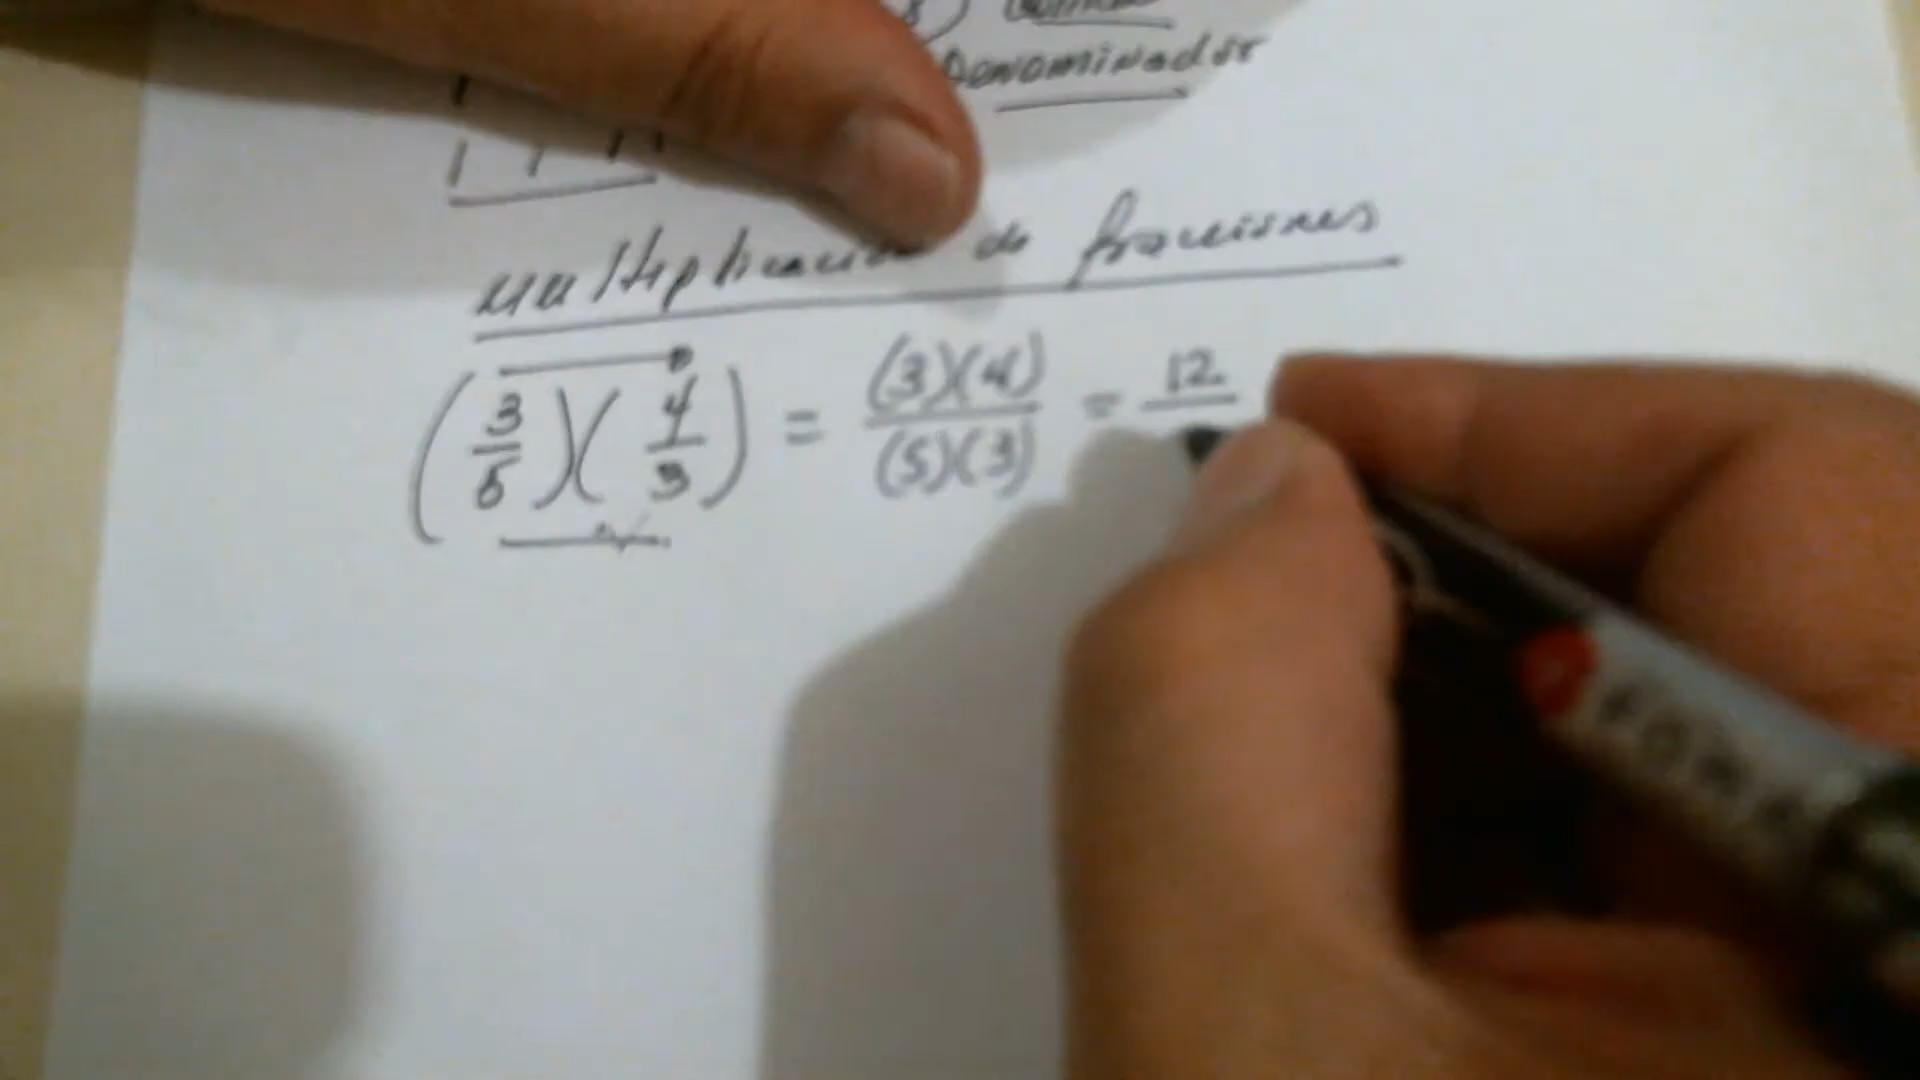 Denominador
Multiplicación de fracciones
(3/5)(4/3) = (3)(4)/(5)(3) = 12/